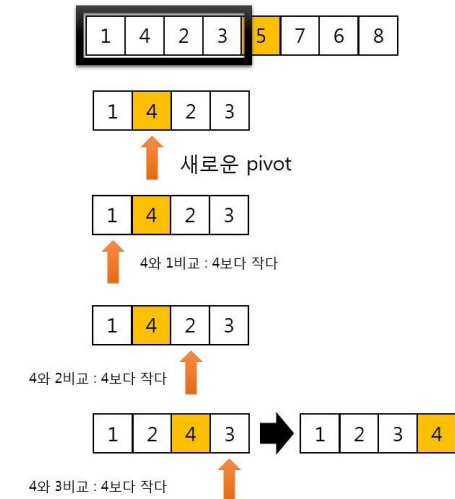 1 4 2 3 5 7 6 8
1 4 2 3
새로운 pivot
1 4 2 3
4와 1비교 : 4보다 작다
1 4 2 3
4와 2비교 : 4보다 작다
1 2 4 3 1 2 3 4
4와 3비교 : 4보다 작다